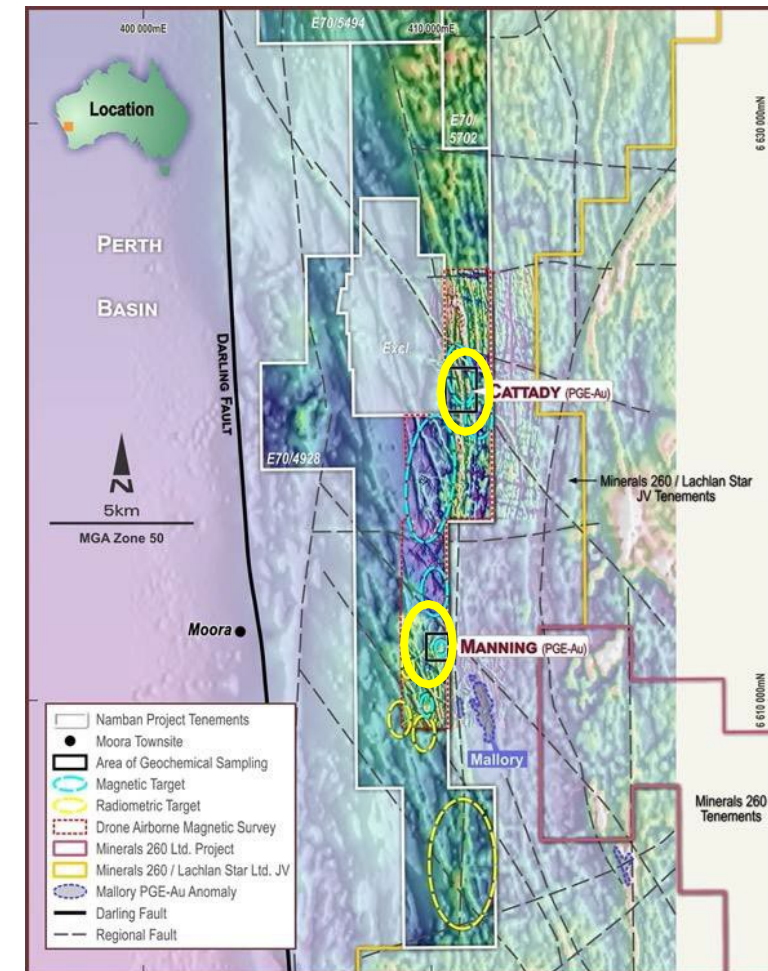 400 000mE
E70/5494
410 000mE
Location
E70/
5702
6 630 000mN
PERTH
BASIN
DARLING FAULT
Excl
CATTADY (PGE-Au)
E70/4928
N
5km
MGA Zone 50
Minerals 260 / Lachlan Star
JV Tenements
Moora
MANNING (PGE-Au)
6 610 000mN
Mallory
Minerals 260
Tenements
Namban Project Tenements
Moora Townsite
Area of Geochemical Sampling
Magnetic Target
Radiometric Target
Drone Airborne Magnetic Survey
Minerals 260 Ltd. Project
Minerals 260 / Lachlan Star Ltd. JV
Mallory PGE-Au Anomaly
Darling Fault
Regional Fault